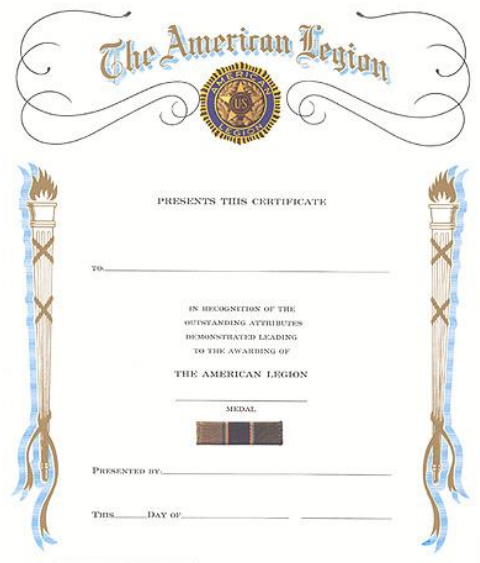 The American Legion
AMERICAN
US
LEGION
PRESENTS THIS CERTIFICATE
TO:
IN RECOGNITION OF THE
OUTSTANDING ATTRIBUTES
DEMONSTRATED LEADING
TO THE AWARDING OF
THE AMERICAN LEGION
MEDAL
PRESENTED BY:
THIS DAY OF